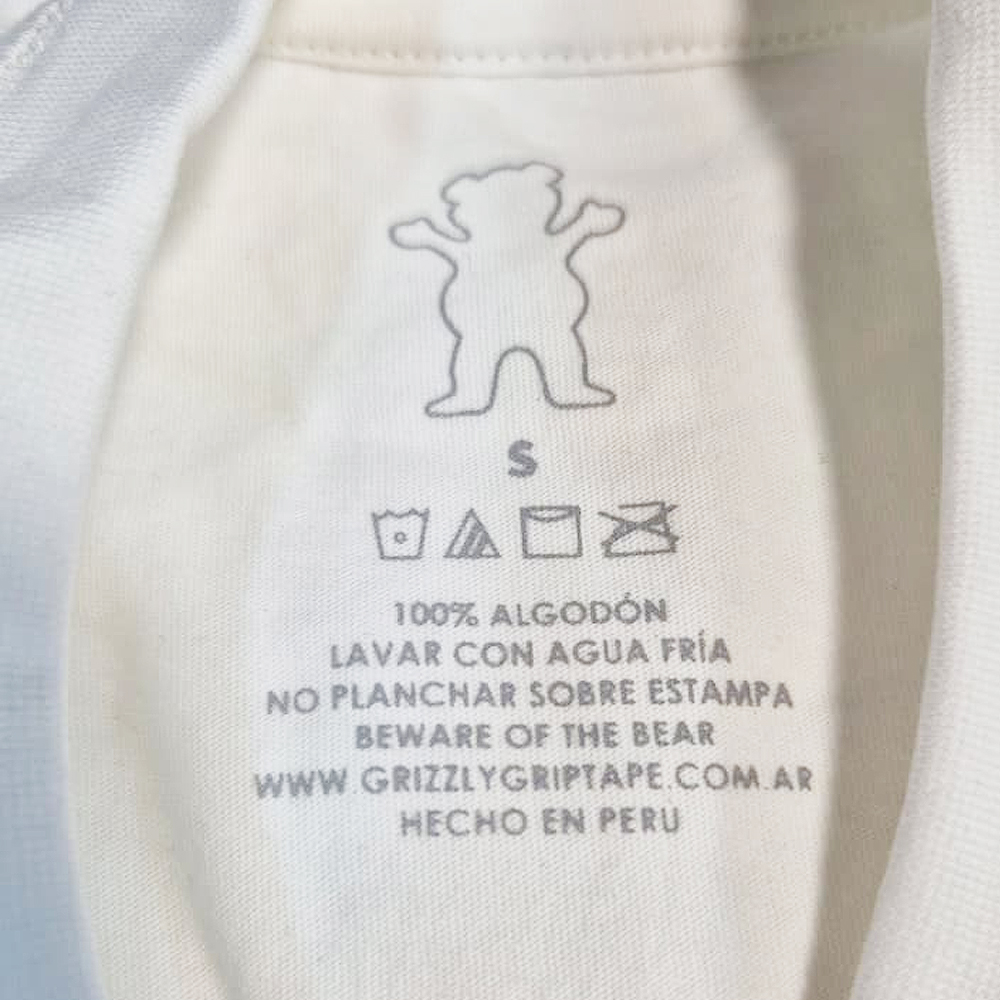 S
100% ALGODÓN
LAVAR CON AGUA FRÍA
NO PLANCHAR SOBRE ESTAMPA
BEWARE OF THE BEAR
WWW.GRIZZLYGRIPTAPE.COM.AR
HECHO EN PERU